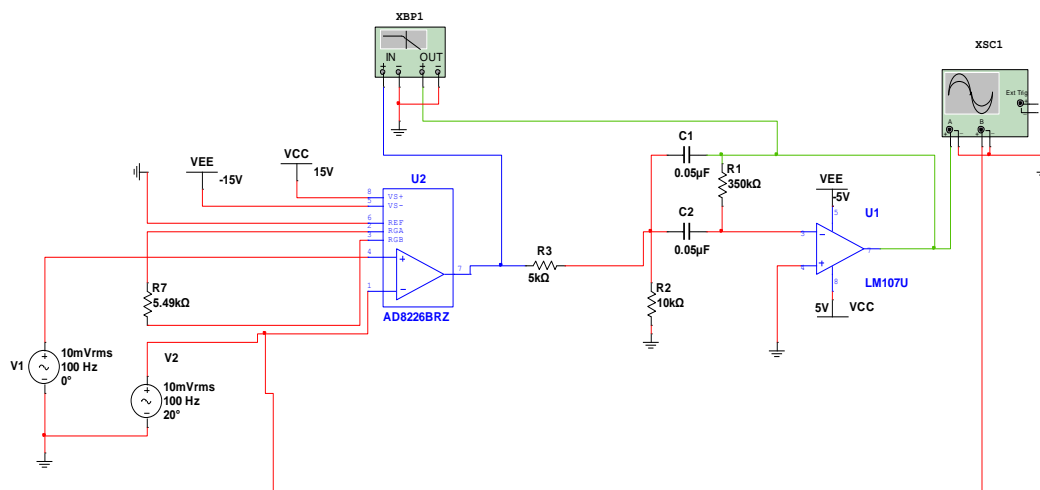 XBP1
IN OUT
XSC1
Ext Trig
A B
VEE
-15V
VCC
15V
U2
8 VS+
5 VS-
6 REF
2 RGA
3 RGB
4
1
7
AD8226BRZ
R7
5.49kΩ
R3
5kΩ
C1
0.05µF
R1
350kΩ
C2
0.05µF
R2
10kΩ
VEE
-5V
5
U1
3
4
7
8
LM107U
5V VCC
V1
10mVrms
100 Hz
0°
V2
10mVrms
100 Hz
20°